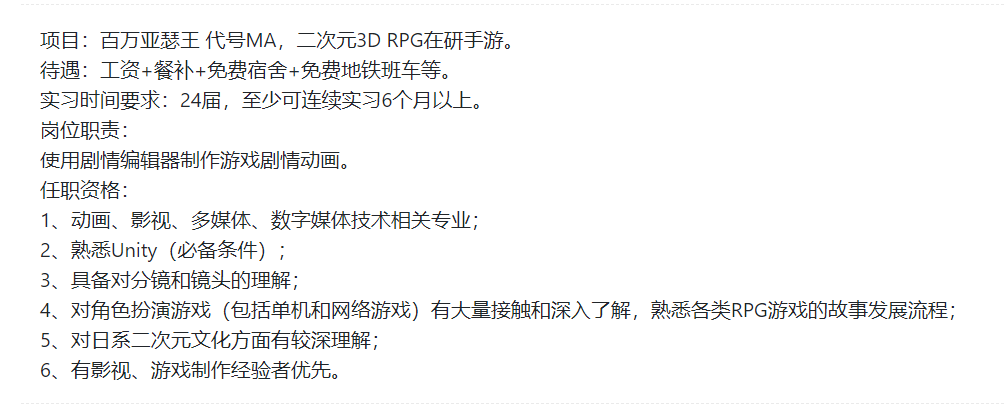 项目：百万亚瑟王 代号MA，二次元3D RPG在研手游。
待遇：工资+餐补+免费宿舍+免费地铁班车等。
实习时间要求：24届，至少可连续实习6个月以上。
岗位职责：
使用剧情编辑器制作游戏剧情动画。
任职资格：
1、动画、影视、多媒体、数字媒体技术相关专业；
2、熟悉Unity（必备条件）；
3、具备对分镜和镜头的理解；
4、对角色扮演游戏（包括单机和网络游戏）有大量接触和深入了解，熟悉各类RPG游戏的故事发展流程；
5、对日系二次元文化方面有较深理解；
6、有影视、游戏制作经验者优先。